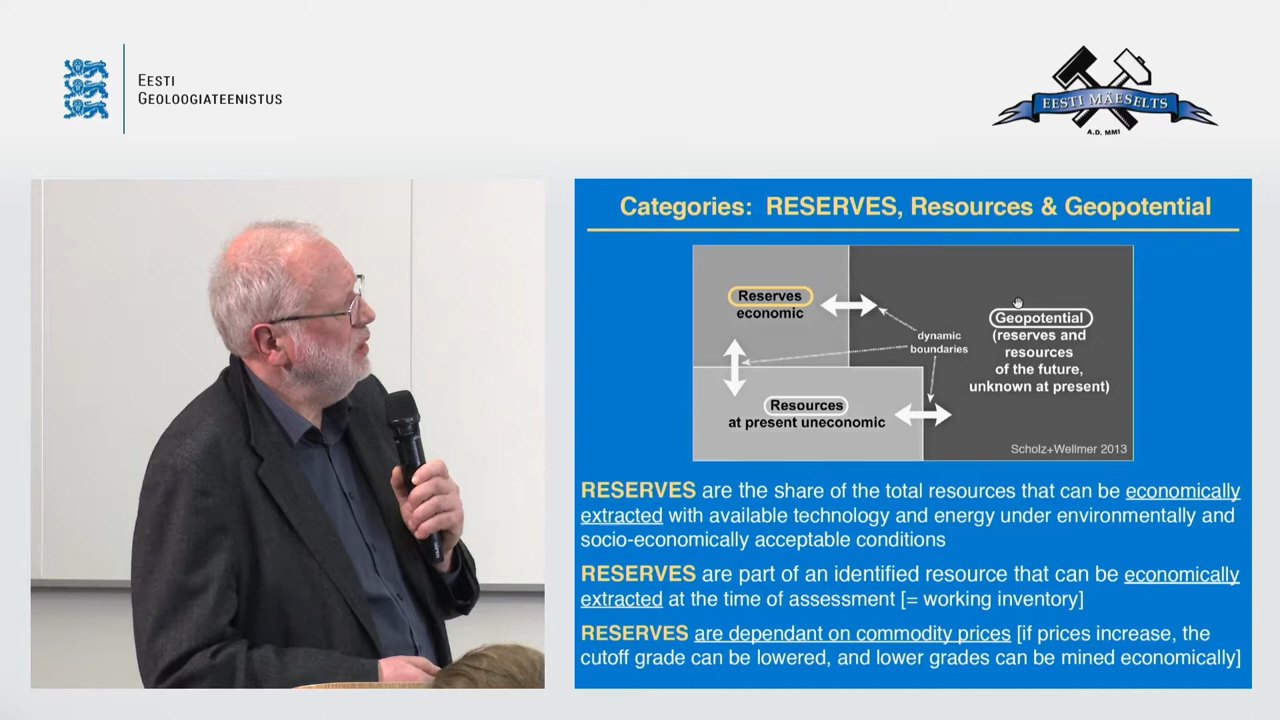 EESTI
GEOLOOGIATEENISTUS
EESTI MÄESELTS
A.D. MMI
Categories: RESERVES, Resources & Geopotential
Reserves
economic
dynamic
boundaries
Geopotential
(reserves and
resources
of the future,
unknown at present)
Resources
at present uneconomic
Scholz+Wellmer 2013
RESERVES are the share of the total resources that can be economically
extracted with available technology and energy under environmentally and
socio-economically acceptable conditions
RESERVES are part of an identified resource that can be economically
extracted at the time of assessment [= working inventory]
RESERVES are dependant on commodity prices [if prices increase, the
cutoff grade can be lowered, and lower grades can be mined economically]